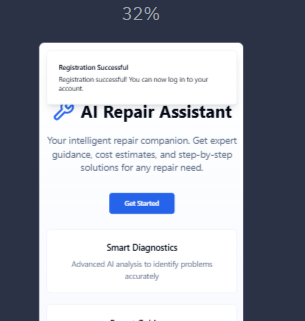 32%
Registration Successful
Registration successful! You can now log in to your
account.
AI Repair Assistant
Your intelligent repair companion. Get expert
guidance, cost estimates, and step-by-step
solutions for any repair need.
Get Started
Smart Diagnostics
Advanced AI analysis to identify problems
accurately